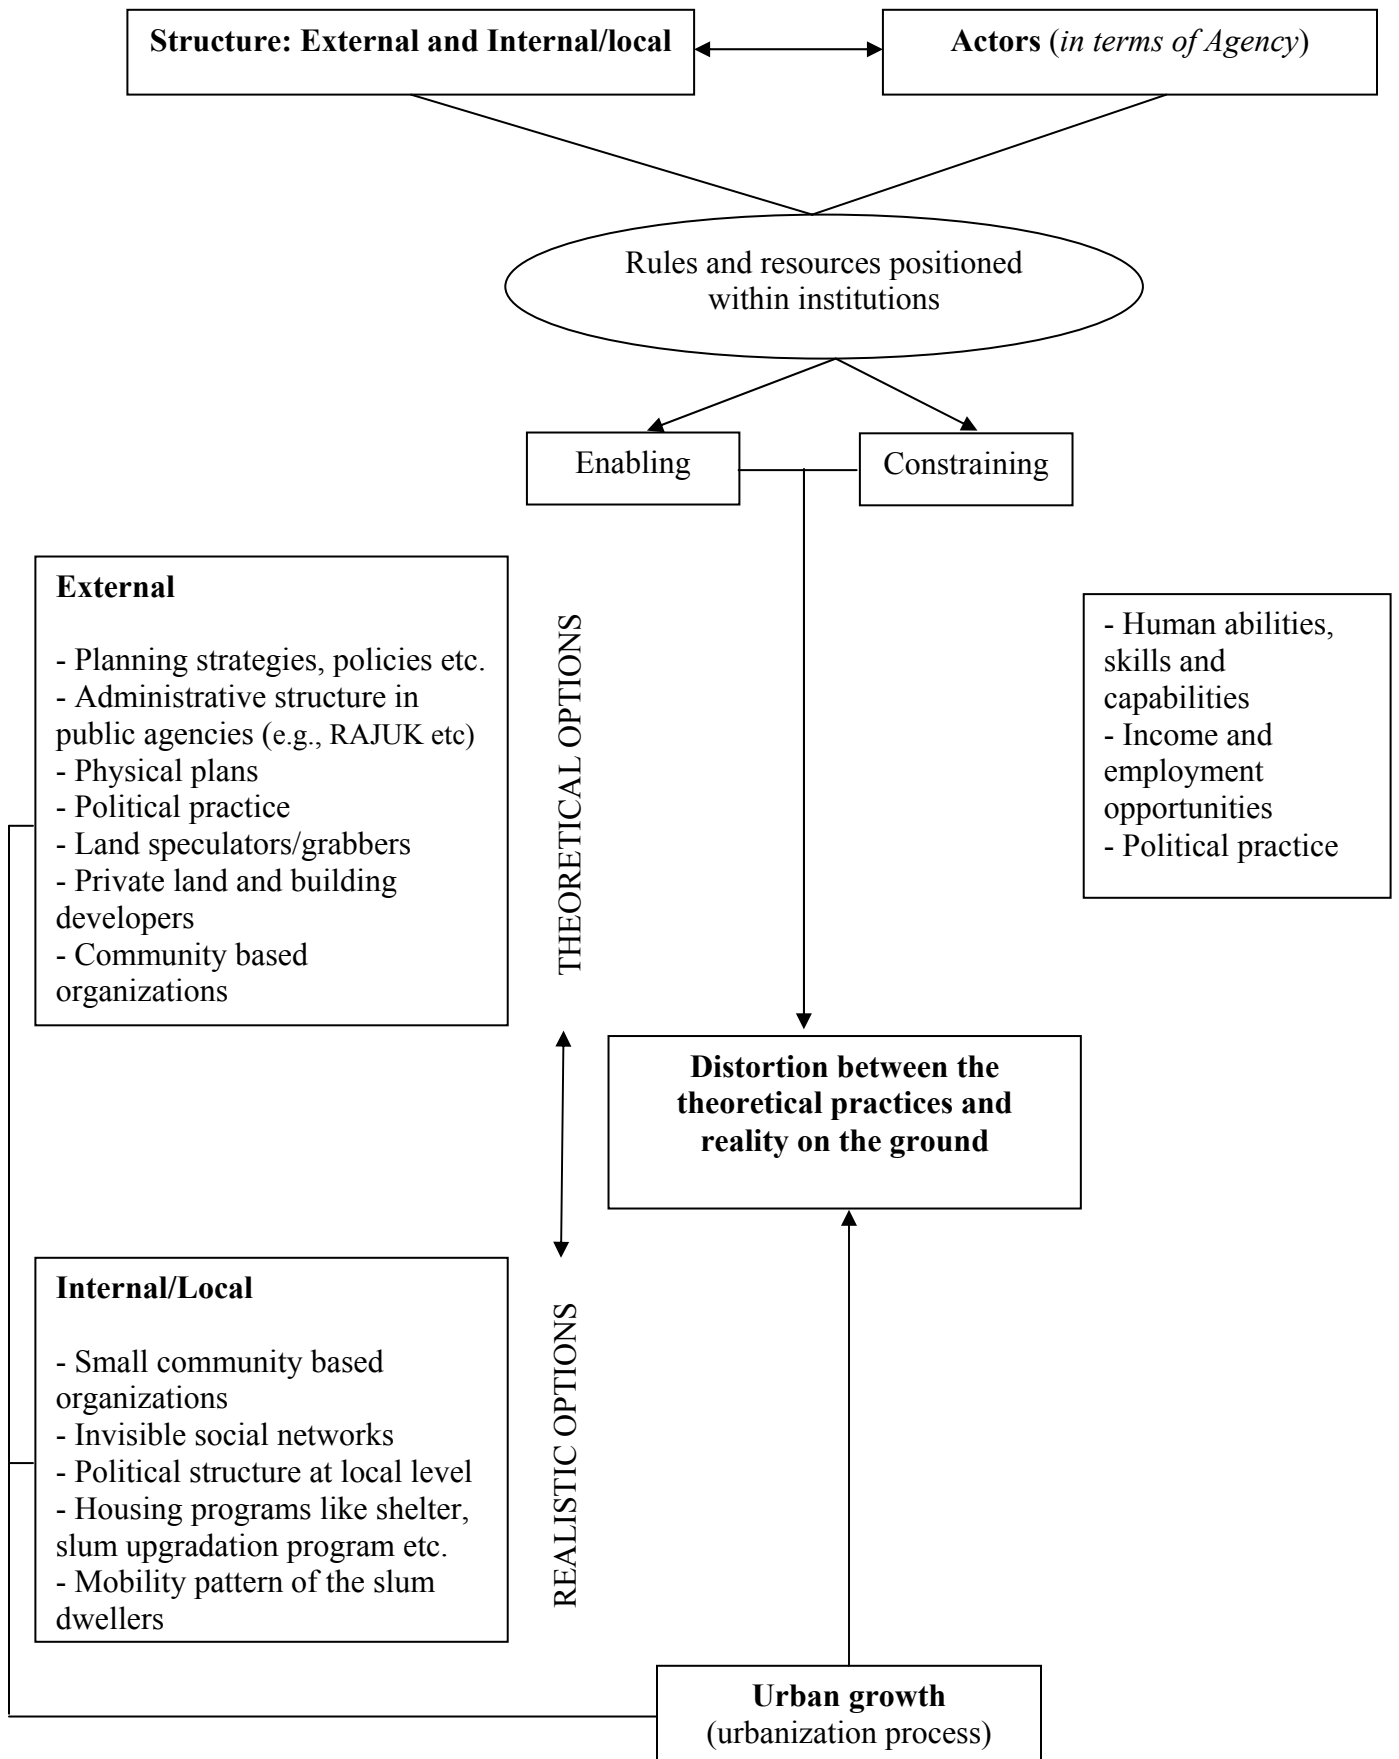 Structure: External and Internal/local
Actors (in terms of Agency)
Rules and resources positioned
within institutions
Enabling
Constraining
External
- Planning strategies, policies etc.
- Administrative structure in
public agencies (e.g., RAJUK etc)
- Physical plans
- Political practice
- Land speculators/grabbers
- Private land and building
developers
- Community based
organizations
THEORETICAL OPTIONS
- Human abilities,
skills and
capabilities
- Income and
employment
opportunities
- Political practice
Distortion between the
theoretical practices and
reality on the ground
Internal/Local
- Small community based
organizations
- Invisible social networks
- Political structure at local level
- Housing programs like shelter,
slum upgradation program etc.
- Mobility pattern of the slum
dwellers
REALISTIC OPTIONS
Urban growth
(urbanization process)